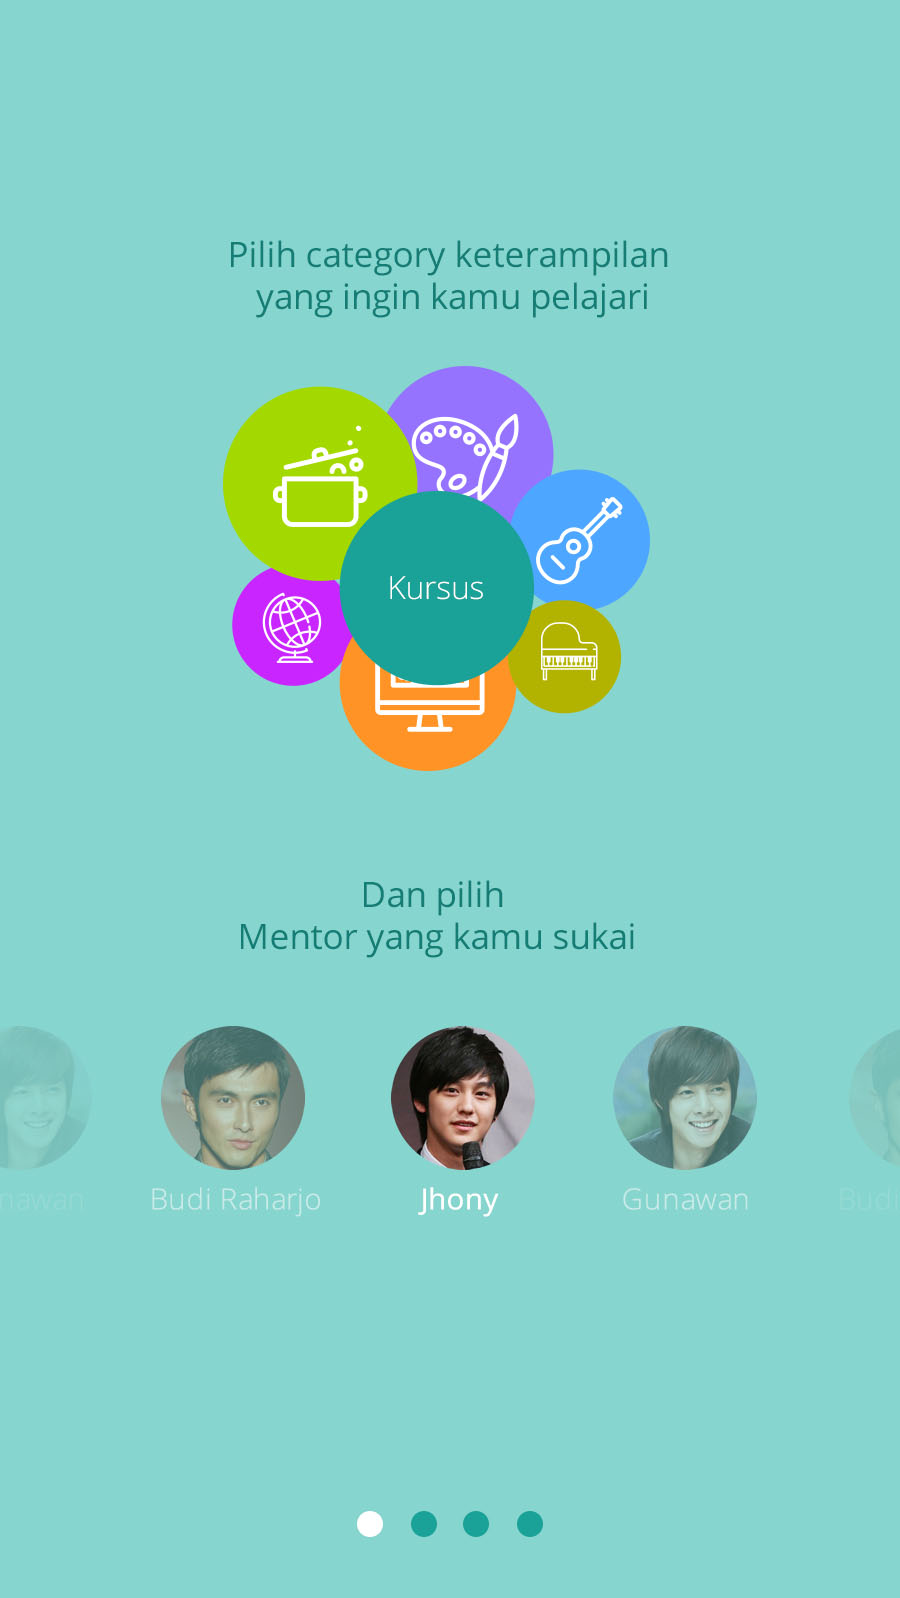 Pilih category keterampilan
yang ingin kamu pelajari
Kursus
Dan pilih
Mentor yang kamu sukai
nawan
Budi Raharjo
Jhony
Gunawan
Budi